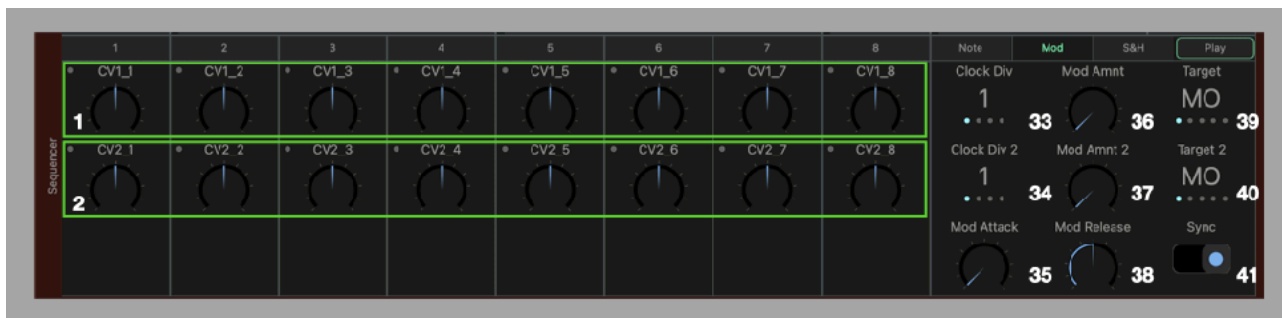 1 2 3 4 5 6 7 8 Note Mod S&H Play
CV1_1 CV1_2 CV1_3 CV1_4 CV1_5 CV1_6 CV1_7 CV1_8 Clock Div Mod Amnt Target
1 MO
1 33 36 39
CV2_1 CV2_2 CV2_3 CV2_4 CV2_5 CV2_6 CV2_7 CV2_8 Clock Div 2 Mod Amnt 2 Target 2
1 MO
2 34 37 40
Mod Attack Mod Release Sync
35 38 41
Sequencer